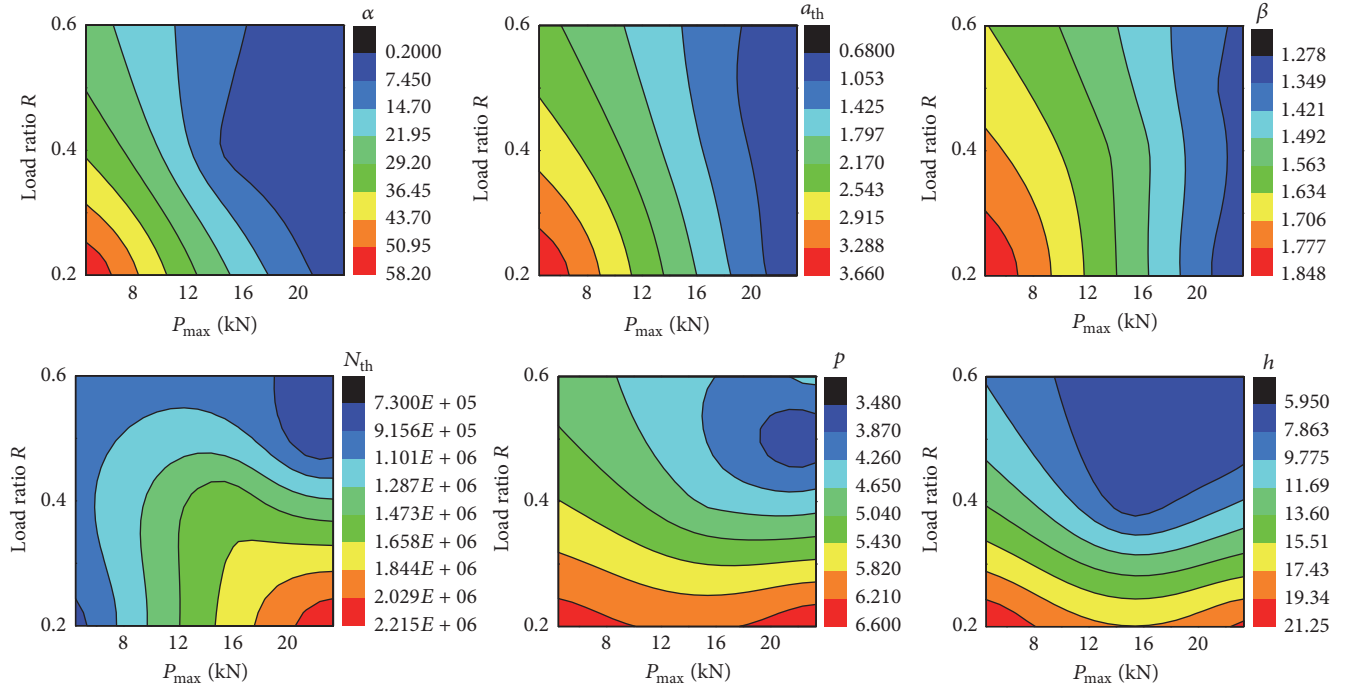 α
0.6
0.4
0.2
Load ratio R
8 12 16 20
P_max (kN)
0.2000
7.450
14.70
21.95
29.20
36.45
43.70
50.95
58.20
a_th
0.6
0.4
0.2
Load ratio R
8 12 16 20
P_max (kN)
0.6800
1.053
1.425
1.797
2.170
2.543
2.915
3.288
3.660
β
0.6
0.4
0.2
Load ratio R
8 12 16 20
P_max (kN)
1.278
1.349
1.421
1.492
1.563
1.634
1.706
1.777
1.848
N_th
0.6
0.4
0.2
Load ratio R
8 12 16 20
P_max (kN)
7.300E + 05
9.156E + 05
1.101E + 06
1.287E + 06
1.473E + 06
1.658E + 06
1.844E + 06
2.029E + 06
2.215E + 06
p
0.6
0.4
0.2
Load ratio R
8 12 16 20
P_max (kN)
3.480
3.870
4.260
4.650
5.040
5.430
5.820
6.210
6.600
h
0.6
0.4
0.2
Load ratio R
8 12 16 20
P_max (kN)
5.950
7.863
9.775
11.69
13.60
15.51
17.43
19.34
21.25